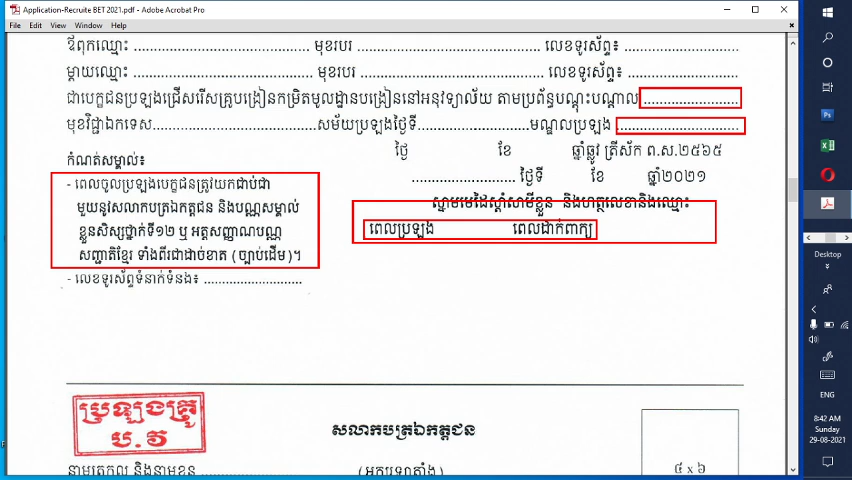 Application-Recruite BET2021.pdf - Adobe Acrobat Pro
File Edit View Window Help
ឪពុកឈ្មោះ ................................ មុខរបរ ................................ លេខទូរស័ព្ទ៖ ..........................
ម្តាយឈ្មោះ ................................ មុខរបរ ................................ លេខទូរស័ព្ទ៖ ..........................
ជាបេក្ខជនប្រឡងជ្រើសរើសគ្រូបង្រៀនកម្រិតមូលដ្ឋានបង្រៀននៅអនុវិទ្យាល័យ តាមប្រព័ន្ធបណ្តុះបណ្តាល ......................
មុខវិជ្ជាឯកទេស.............................សម័យប្រឡងថ្ងៃទី.......................មណ្ឌលប្រឡង ..........................
កំណត់សម្គាល់៖
ថ្ងៃ ខែ ឆ្នាំឆ្លូវ ត្រីស័ក ព.ស.២៥៦៥
........................ ថ្ងៃទី ខែ ឆ្នាំ២០២១
- ពេលចូលប្រឡងបេក្ខជនត្រូវយកជាប់ជា
មួយនូវសលាកបត្រឯកត្តជន និងបណ្ណសម្គាល់
ខ្លួនសិស្សថ្នាក់ទី១២ ឬ អត្តសញ្ញាណបណ្ណ
សញ្ជាតិខ្មែរ ទាំងពីរជាដាច់ខាត (ច្បាប់ដើម)។
- លេខទូរស័ព្ទទំនាក់ទំនង៖ ........................
ស្នាមមេដៃស្តាំសាមីខ្លួន និងហត្ថលេខានិងឈ្មោះ
ពេលប្រឡង ពេលដាក់ពាក្យ
ប្រឡងគ្រូ
ប.វ
សលាកបត្រឯកត្តជន
នាមត្រកូល និងនាមខ្លួន
(អក្សរឡាតាំង)
៤ x ៦
Desktop
ENG
8:42 AM
Sunday
29-08-2021